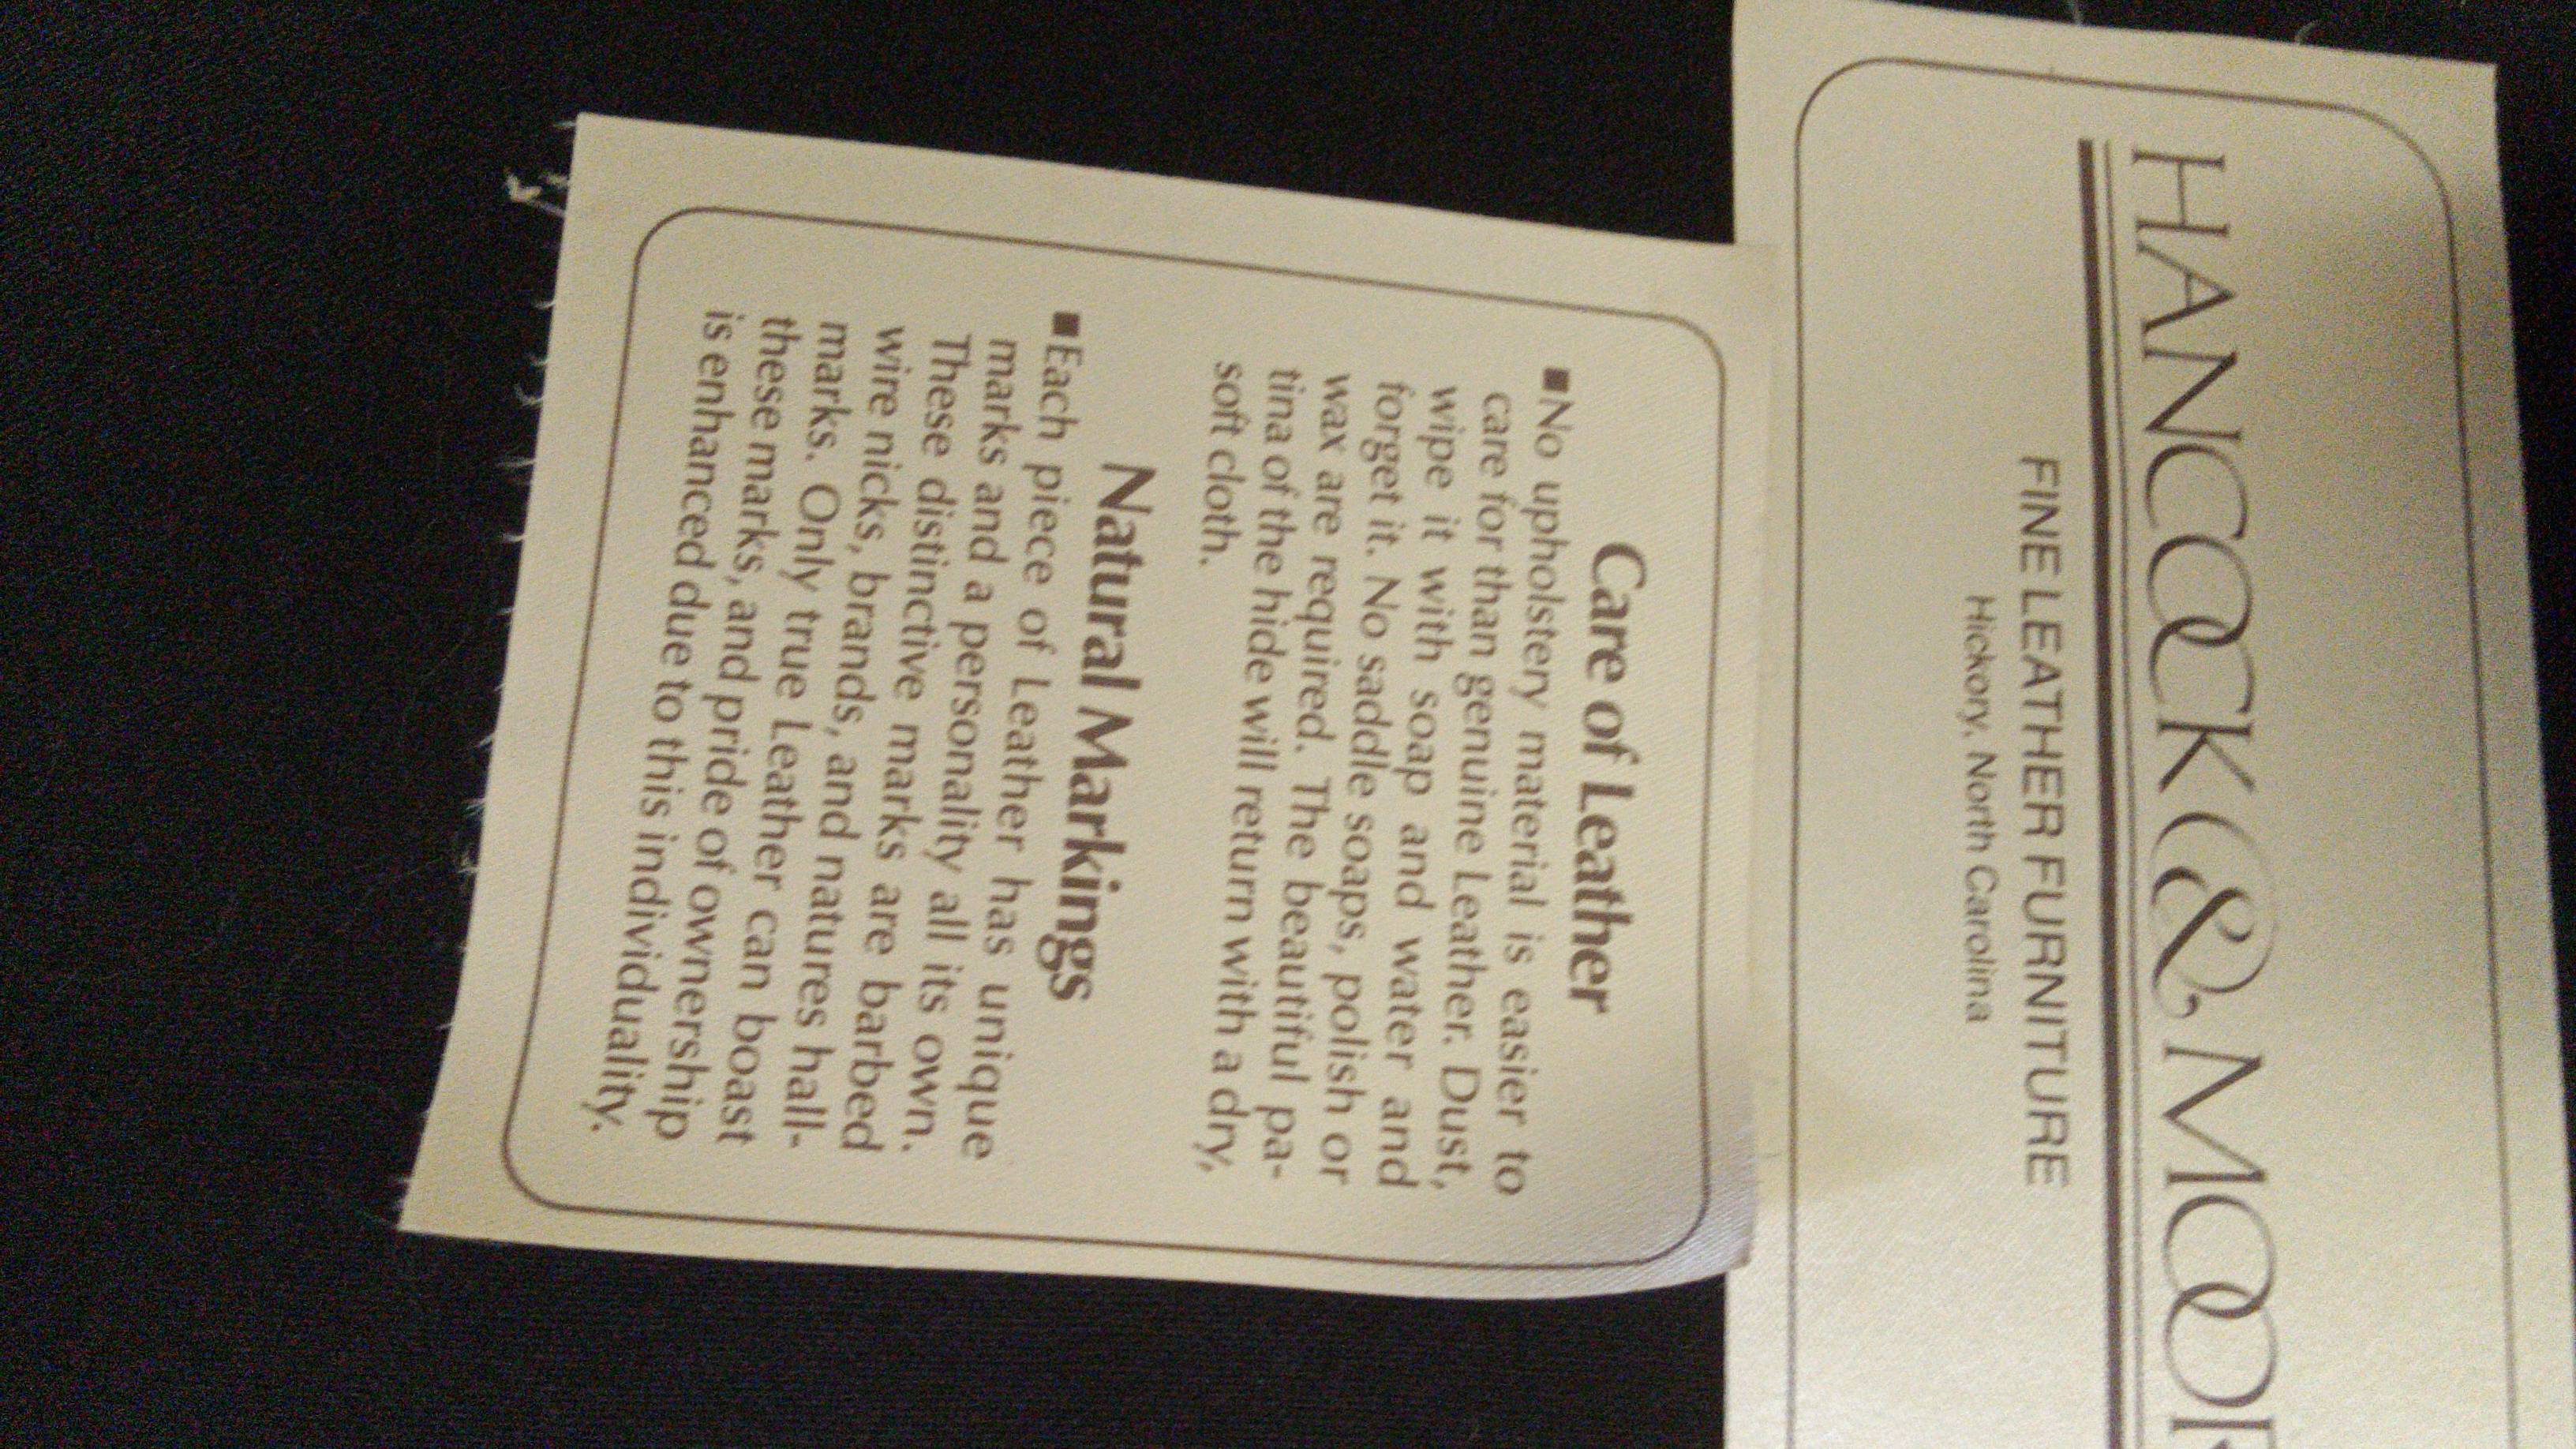 HANCOCK & MOOR
FINE LEATHER FURNITURE
Hickory, North Carolina
Care of Leather
■No upholstery material is easier to
care for than genuine Leather. Dust,
wipe it with soap and water and
forget it. No saddle soaps, polish or
wax are required. The beautiful pa-
tina of the hide will return with a dry,
soft cloth.
Natural Markings
■Each piece of Leather has unique
marks and a personality all its own.
These distinctive marks are barbed
wire nicks, brands, and natures hall-
marks. Only true Leather can boast
these marks, and pride of ownership
is enhanced due to this individuality.